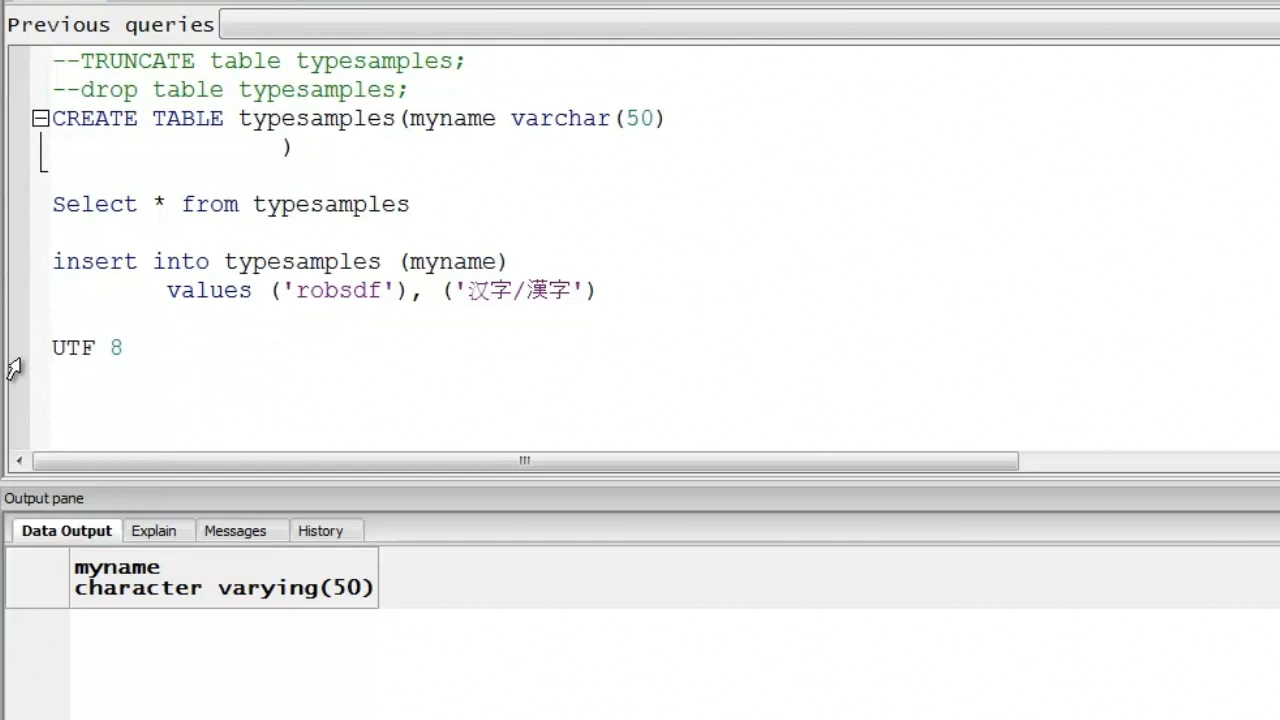 Previous queries
--TRUNCATE table typesamples;
--drop table typesamples;
CREATE TABLE typesamples(myname varchar(50)
)
Select * from typesamples
insert into typesamples (myname)
values ('robsdf'), ('汉字/漢字')
UTF 8
Output pane
Data Output Explain Messages History
myname
character varying(50)